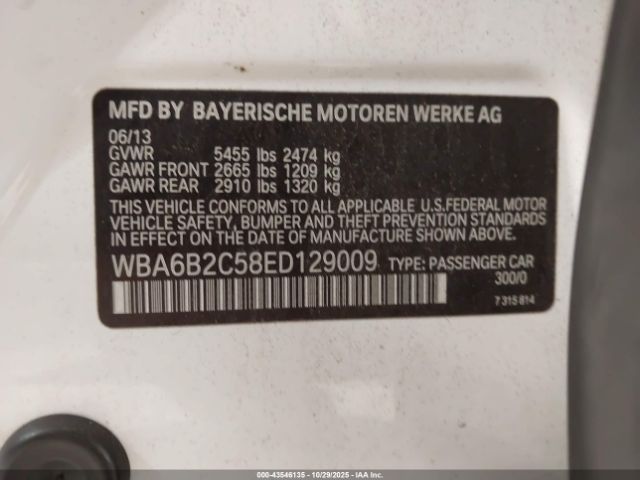 MFD BY BAYERISCHE MOTOREN WERKE AG
06/13
GVWR 5455 lbs 2474 kg
GAWR FRONT 2665 lbs 1209 kg
GAWR REAR 2910 lbs 1320 kg
THIS VEHICLE CONFORMS TO ALL APPLICABLE U.S.FEDERAL MOTOR
VEHICLE SAFETY, BUMPER AND THEFT PREVENTION STANDARDS
IN EFFECT ON THE DATE OF MANUFACTURE SHOWN ABOVE.
WBA6B2C58ED129009 TYPE: PASSENGER CAR
300/0
7 315 814
000-43546135 - 10/29/2025 - IAA Inc.